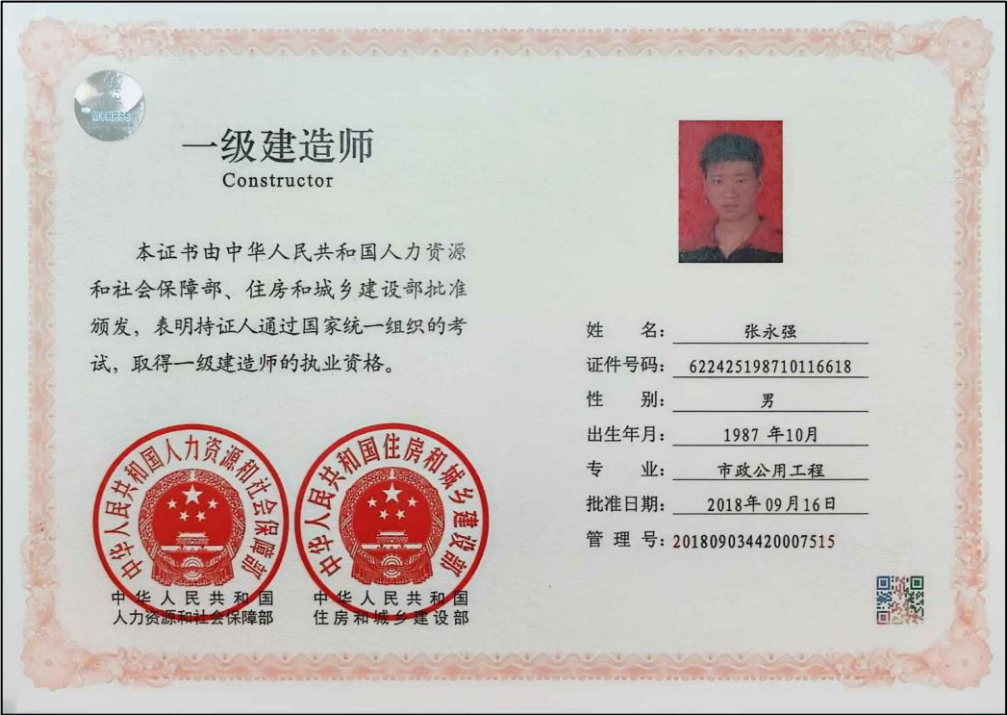 一级建造师
Constructor
本证书由中华人民共和国人力资源
和社会保障部、住房和城乡建设部批准
颁发，表明持证人通过国家统一组织的考
试，取得一级建造师的执业资格。
姓 名：张永强
证件号码：622425198710116618
性 别：男
出生年月：1987 年10月
专 业：市政公用工程
批准日期：2018年09月16日
管 理 号：201809034420007515
中华人民共和国人力资源和社会保障部
中华人民共和国住房和城乡建设部
中华人民共和国
人力资源和社会保障部
中华人民共和国
住房和城乡建设部